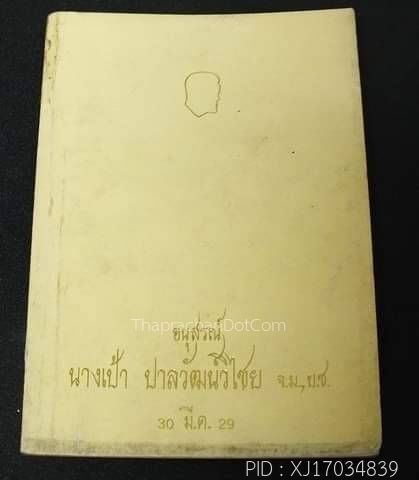 อนุสรณ์
ThaprachanDotCom
นางเป้า ปาลวัฒน์วิไชย จ.ม., บ.ช.
30 มี.ค. 29
PID : XJ17034839